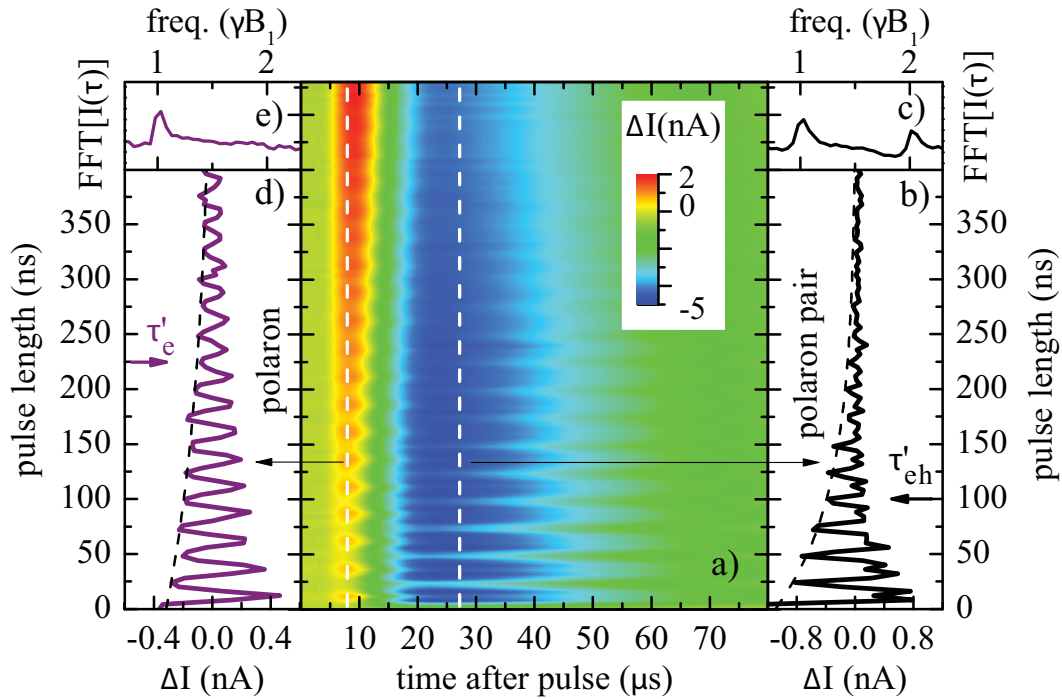 freq. (γB₁)
1 2
FFT[I(τ)]
e)
freq. (γB₁)
1 2
c)
FFT[I(τ)]
ΔI(nA)
2
0
-5
d)
b)
350
300
250
200
150
100
50
0
pulse length (ns)
τ'e
polaron
polaron pair
τ'eh
a)
350
300
250
200
150
100
50
0
pulse length (ns)
-0.4 0.0 0.4
ΔI (nA)
10 20 30 40 50 60 70
time after pulse (μs)
-0.8 0.0 0.8
ΔI (nA)